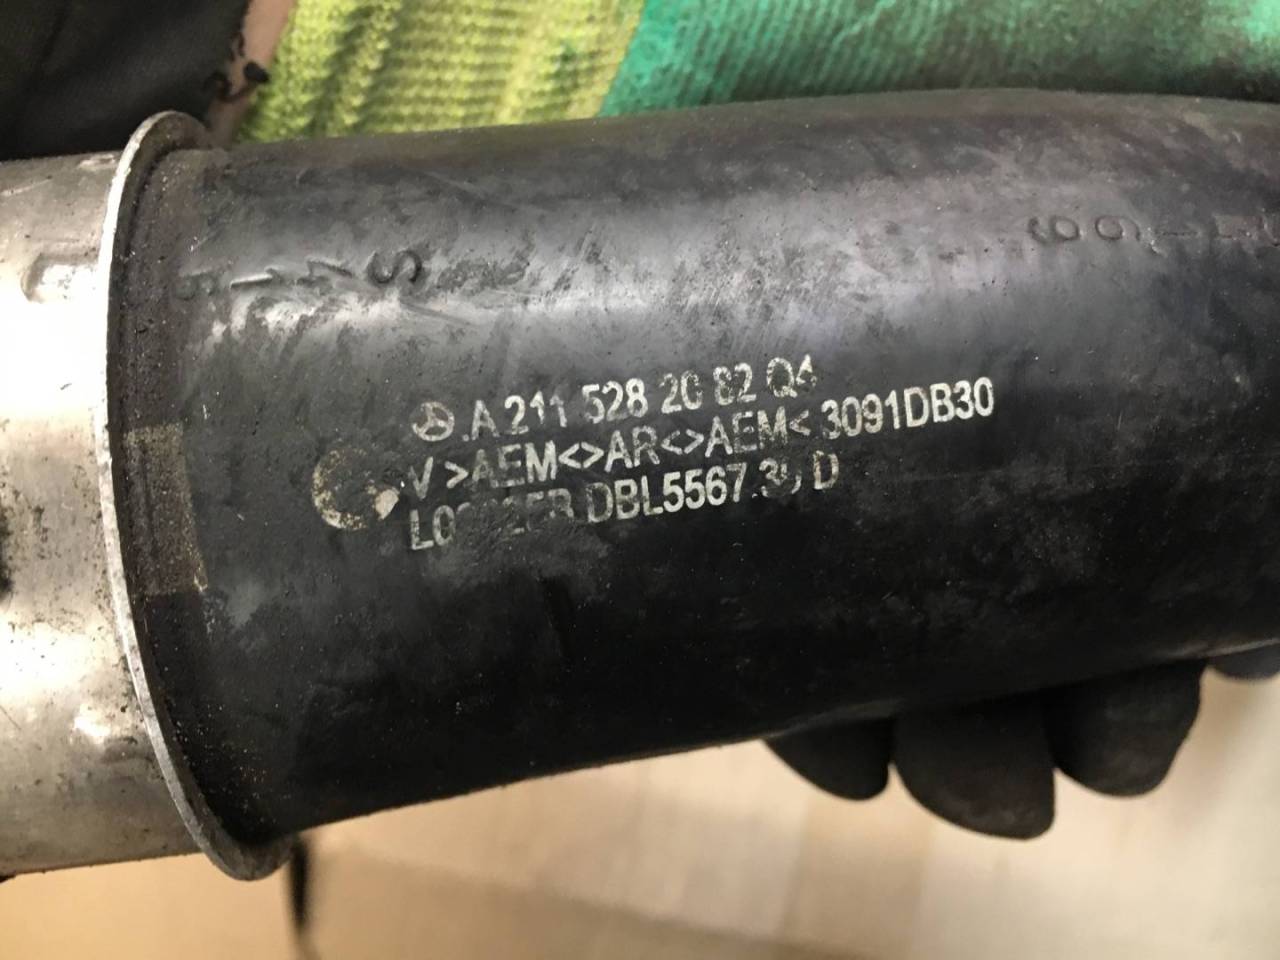 A 211 528 20 82 Q4
V >AEM<>AR<>AEM< 3091DB30
DBL5567 D